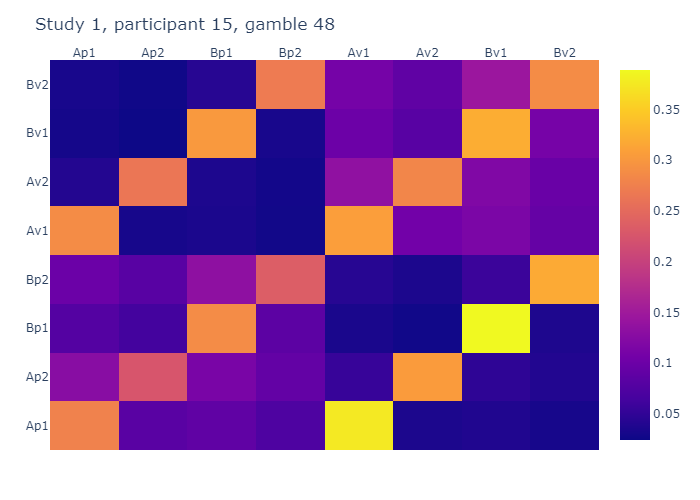 Study 1, participant 15, gamble 48
Ap1 Ap2 Bp1 Bp2 Av1 Av2 Bv1 Bv2
Bv2
Bv1
Av2
Av1
Bp2
Bp1
Ap2
Ap1
0.35
0.3
0.25
0.2
0.15
0.1
0.05